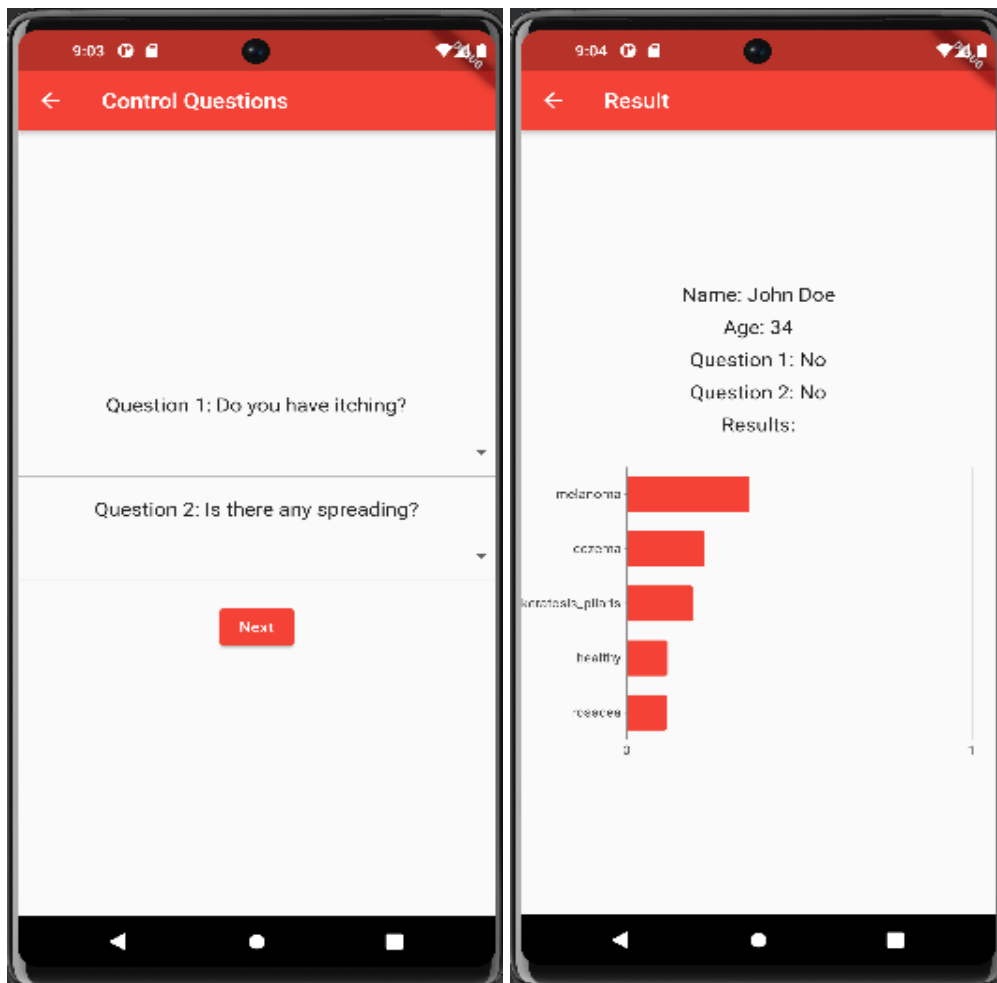 9:03
Control Questions
Question 1: Do you have itching?
Question 2: Is there any spreading?
Next
9:04
Result
Name: John Doe
Age: 34
Question 1: No
Question 2: No
Results:
melanoma
eczema
keratosis_pilaris
healthy
rosacea
0
1